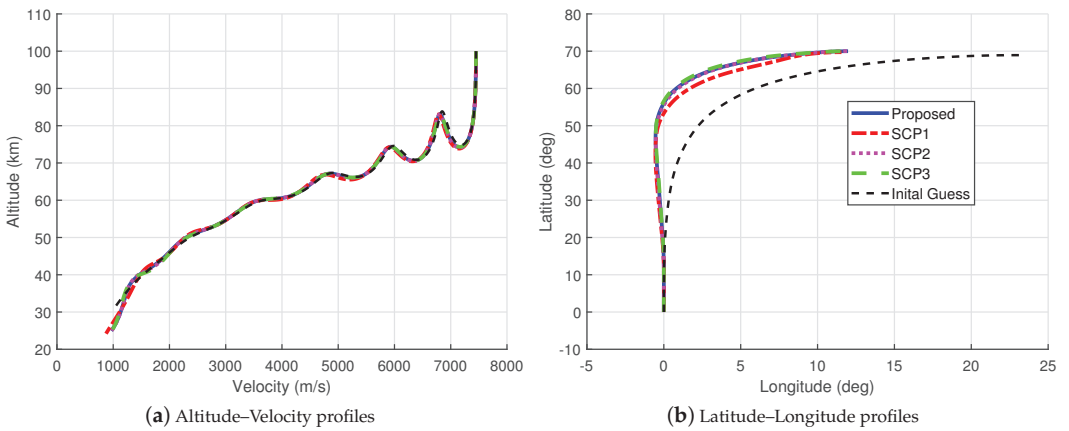 110
100
90
80
70
60
50
40
30
20
Altitude (km)
0 1000 2000 3000 4000 5000 6000 7000 8000
Velocity (m/s)
(a) Altitude–Velocity profiles
80
70
60
50
40
30
20
10
0
-10
Latitude (deg)
Proposed
SCP1
SCP2
SCP3
Inital Guess
-5 0 5 10 15 20 25
Longitude (deg)
(b) Latitude–Longitude profiles